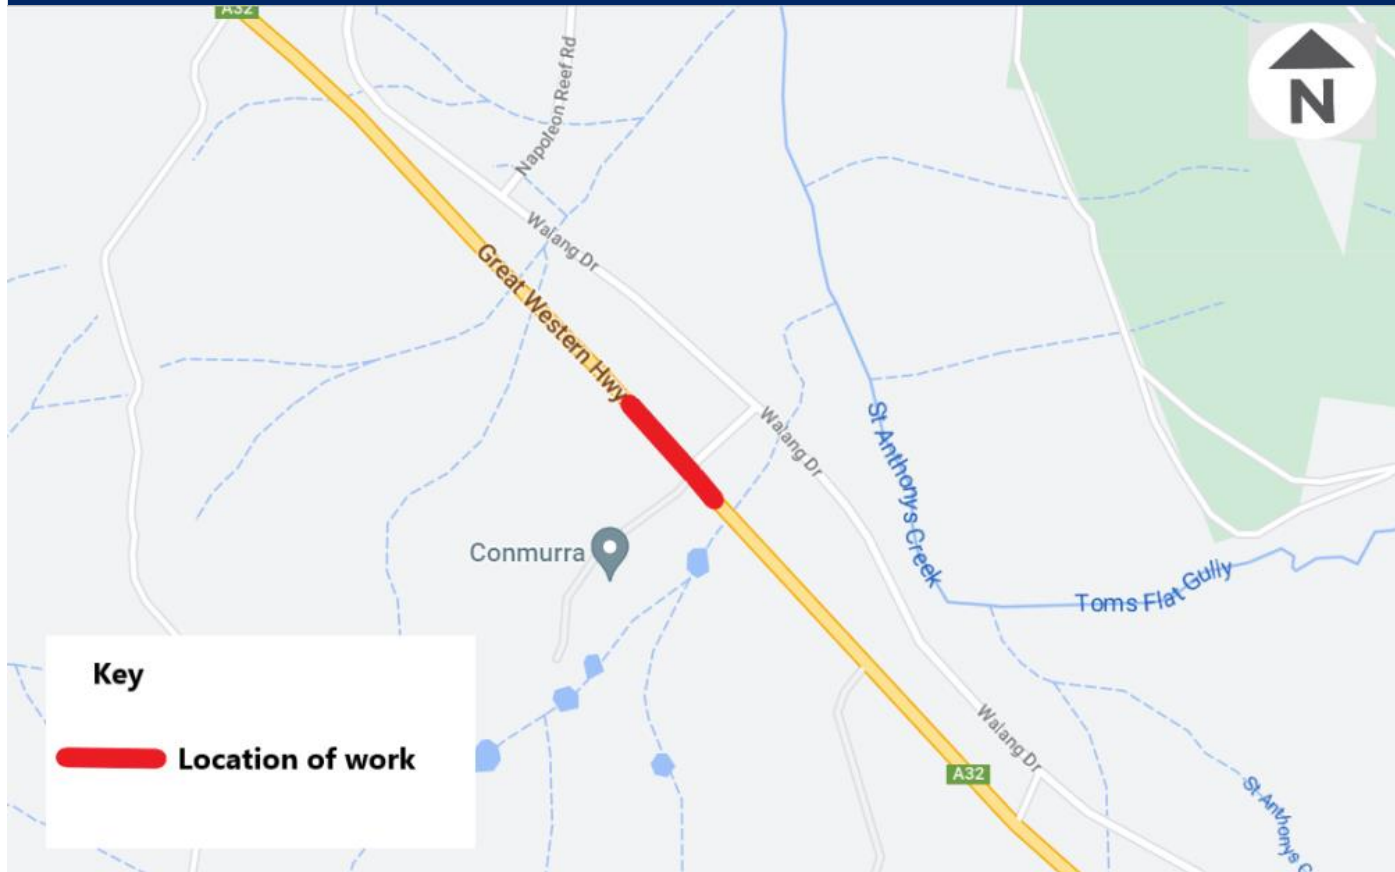 A32
N
Napoleon Reef Rd
Walang Dr
Great Western Hwy
Walang Dr
St Anthonys Creek
Conmurra
Toms Flat Gully
Key
Location of work
Walang Dr
A32
St Anthonys C